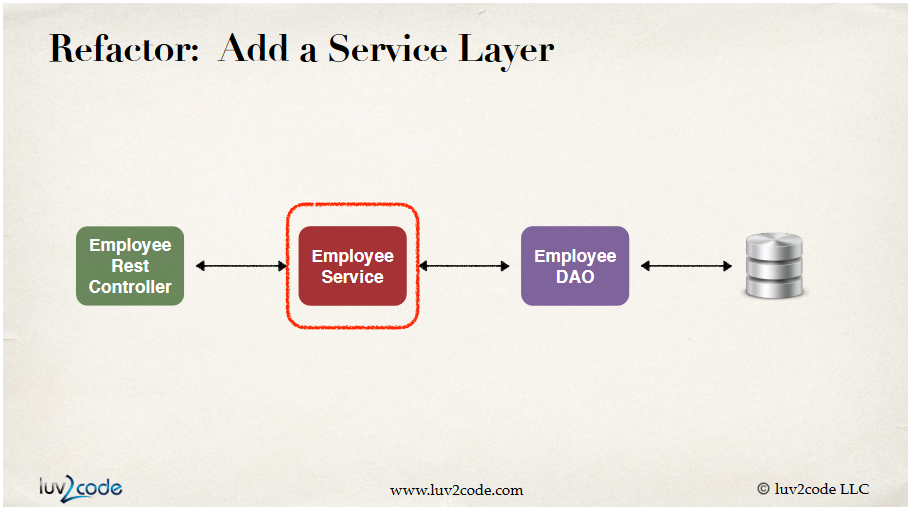 Refactor: Add a Service Layer
Employee
Rest
Controller
Employee
Service
Employee
DAO
luv2code
www.luv2code.com
© luv2code LLC